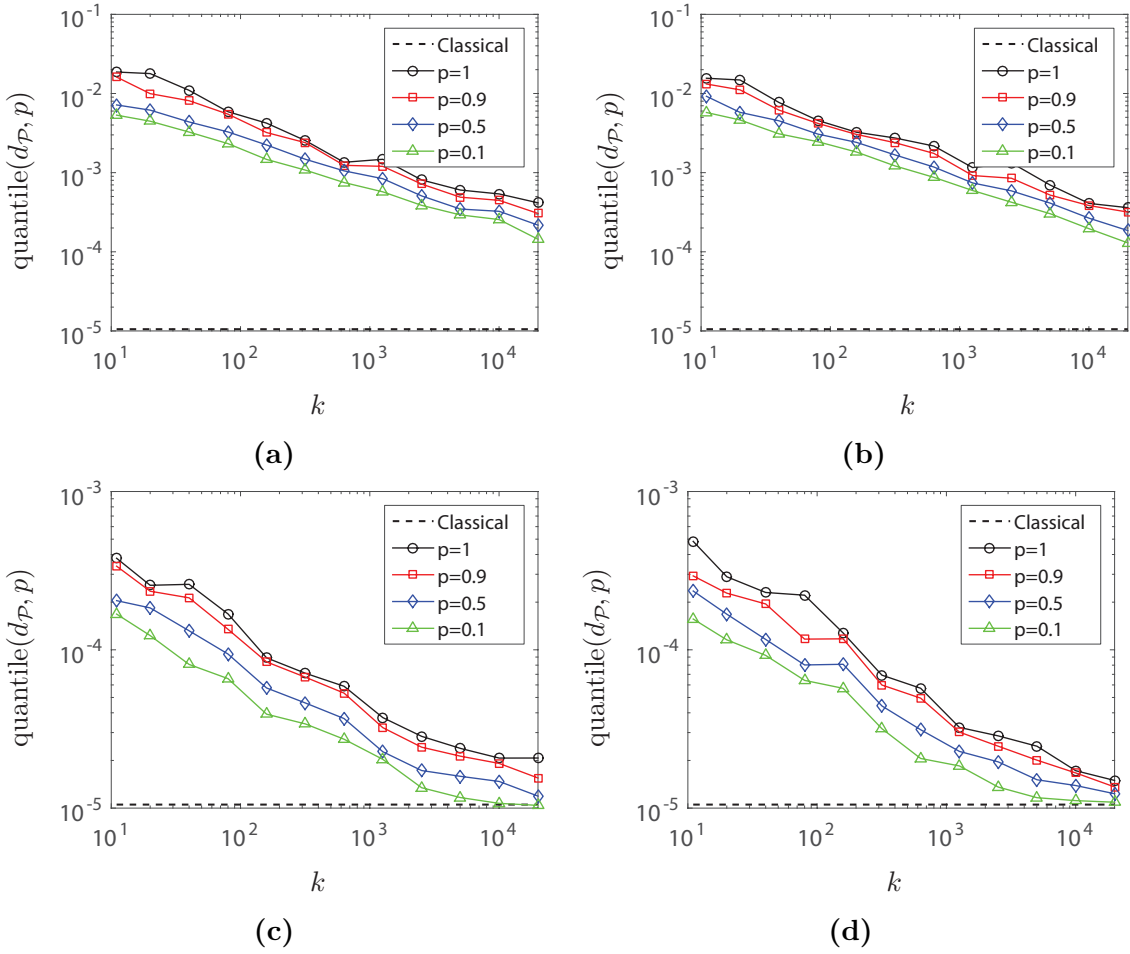 quantile(d_P, p)
10^-1
10^-2
10^-3
10^-4
10^-5
Classical
p=1
p=0.9
p=0.5
p=0.1
10^1 10^2 10^3 10^4
k
(a)
quantile(d_P, p)
10^-1
10^-2
10^-3
10^-4
10^-5
Classical
p=1
p=0.9
p=0.5
p=0.1
10^1 10^2 10^3 10^4
k
(b)
quantile(d_P, p)
10^-3
10^-4
10^-5
Classical
p=1
p=0.9
p=0.5
p=0.1
10^1 10^2 10^3 10^4
k
(c)
quantile(d_P, p)
10^-3
10^-4
10^-5
Classical
p=1
p=0.9
p=0.5
p=0.1
10^1 10^2 10^3 10^4
k
(d)